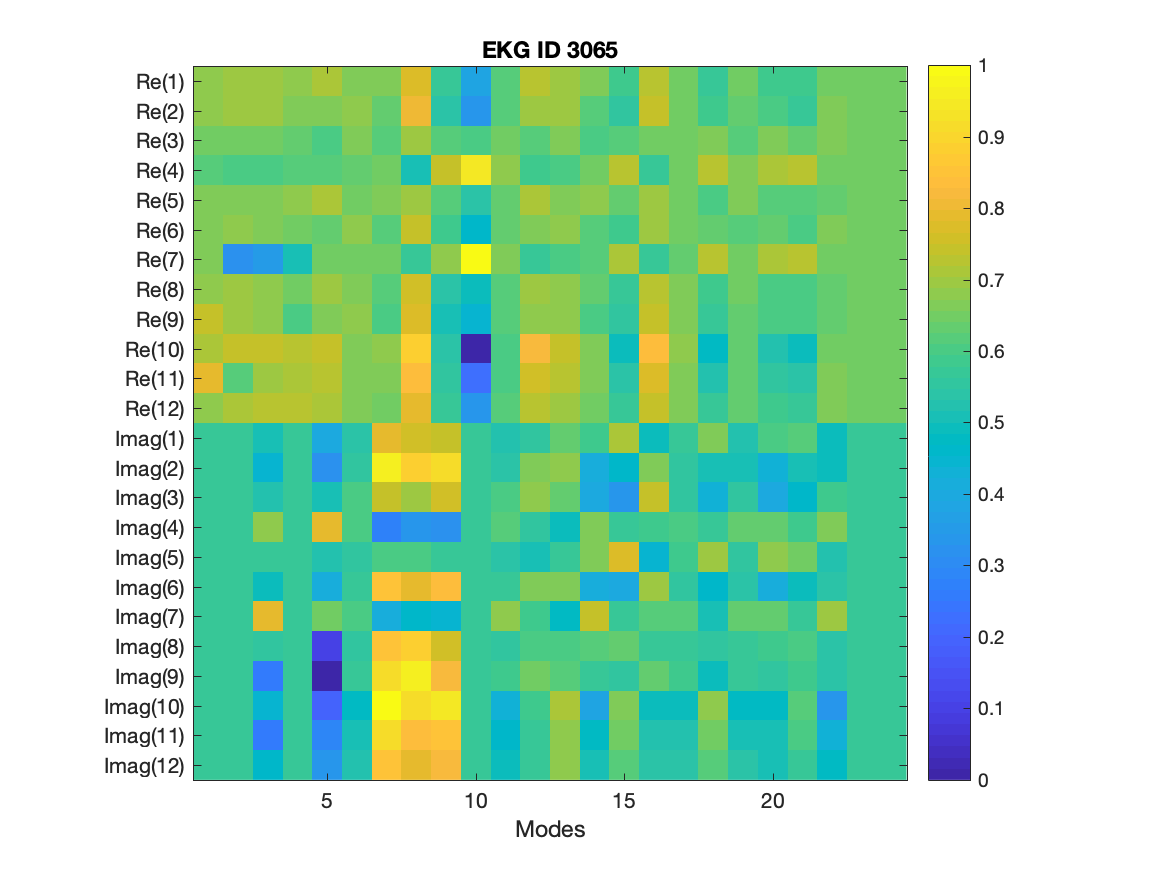 EKG ID 3065
Re(1)
Re(2)
Re(3)
Re(4)
Re(5)
Re(6)
Re(7)
Re(8)
Re(9)
Re(10)
Re(11)
Re(12)
Imag(1)
Imag(2)
Imag(3)
Imag(4)
Imag(5)
Imag(6)
Imag(7)
Imag(8)
Imag(9)
Imag(10)
Imag(11)
Imag(12)
5 10 15 20
Modes
1
0.9
0.8
0.7
0.6
0.5
0.4
0.3
0.2
0.1
0